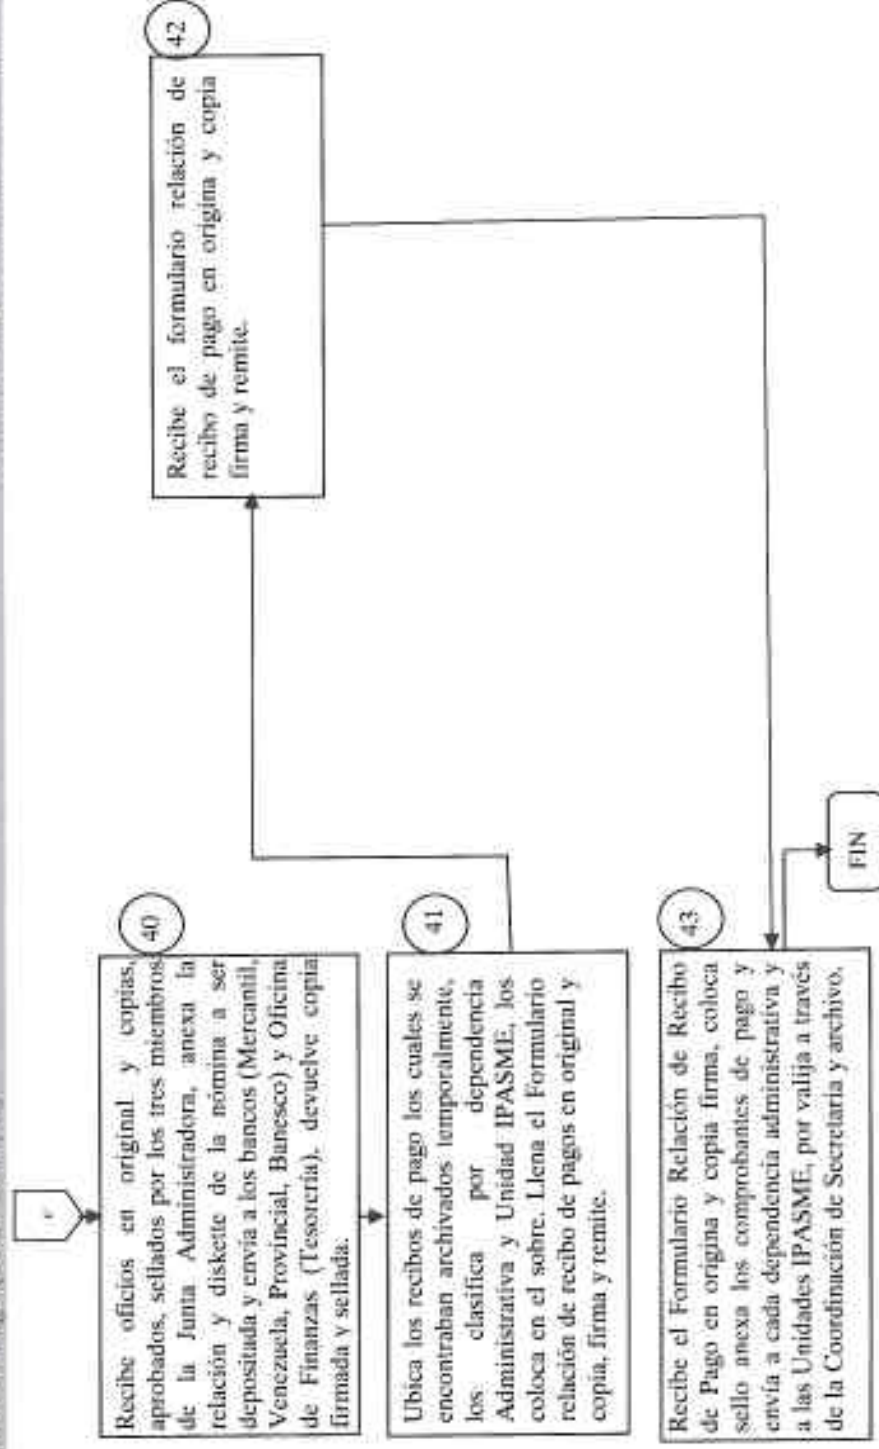 40
Recibe oficios en original y copias,
aprobados, sellados por los tres miembros
de la Junta Administradora, anexa la
relación y diskette de la nómina a ser
depositada y envía a los bancos (Mercantil,
Venezuela, Provincial, Banesco) y Oficina
de Finanzas (Tesorería), devuelve copia
firmada y sellada.
41
Ubica los recibos de pago los cuales se
encontraban archivados temporalmente,
los clasifica por dependencia
Administrativa y Unidad IPASME, los
coloca en el sobre. Llena el Formulario
relación de recibo de pagos en original y
copia, firma y remite.
42
Recibe el formulario relación de
recibo de pago en origina y copia
firma y remite.
43
Recibe el Formulario Relación de Recibo
de Pago en origina y copia firma, coloca
sello anexa los comprobantes de pago y
envía a cada dependencia administrativa y
a las Unidades IPASME, por valija a través
de la Coordinación de Secretaria y archivo.
FIN